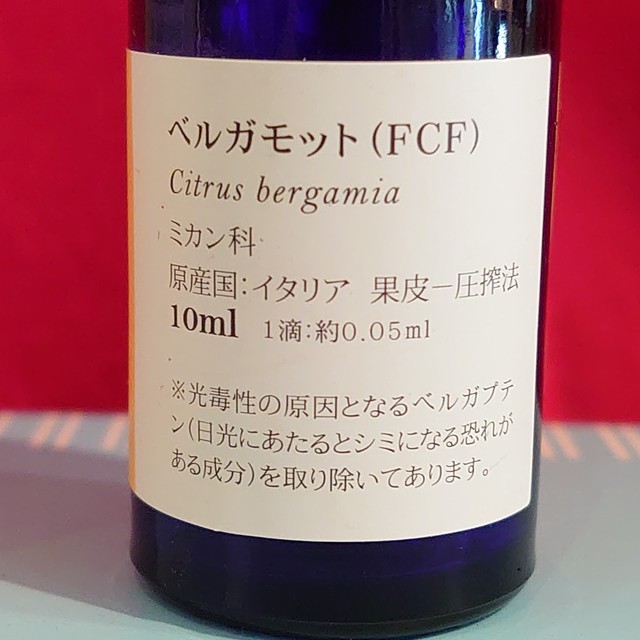 ベルガモット(FCF)
Citrus bergamia
ミカン科
原産国:イタリア 果皮－圧搾法
10ml 1滴:約0.05ml
※光毒性の原因となるベルガプテ
ン(日光にあたるとシミになる恐れが
ある成分)を取り除いてあります。